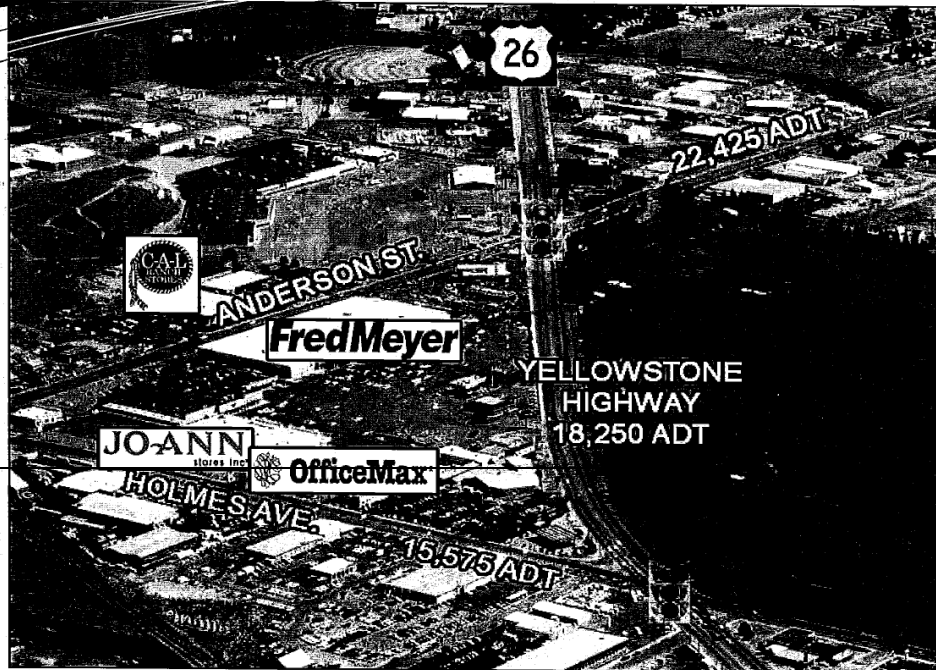 26
22,425 ADT
C-A-L
RANCH
STORES
ANDERSON ST.
FredMeyer
YELLOWSTONE
HIGHWAY
18,250 ADT
JO-ANN
stores inc
OfficeMax
HOLMES AVE.
15,575 ADT